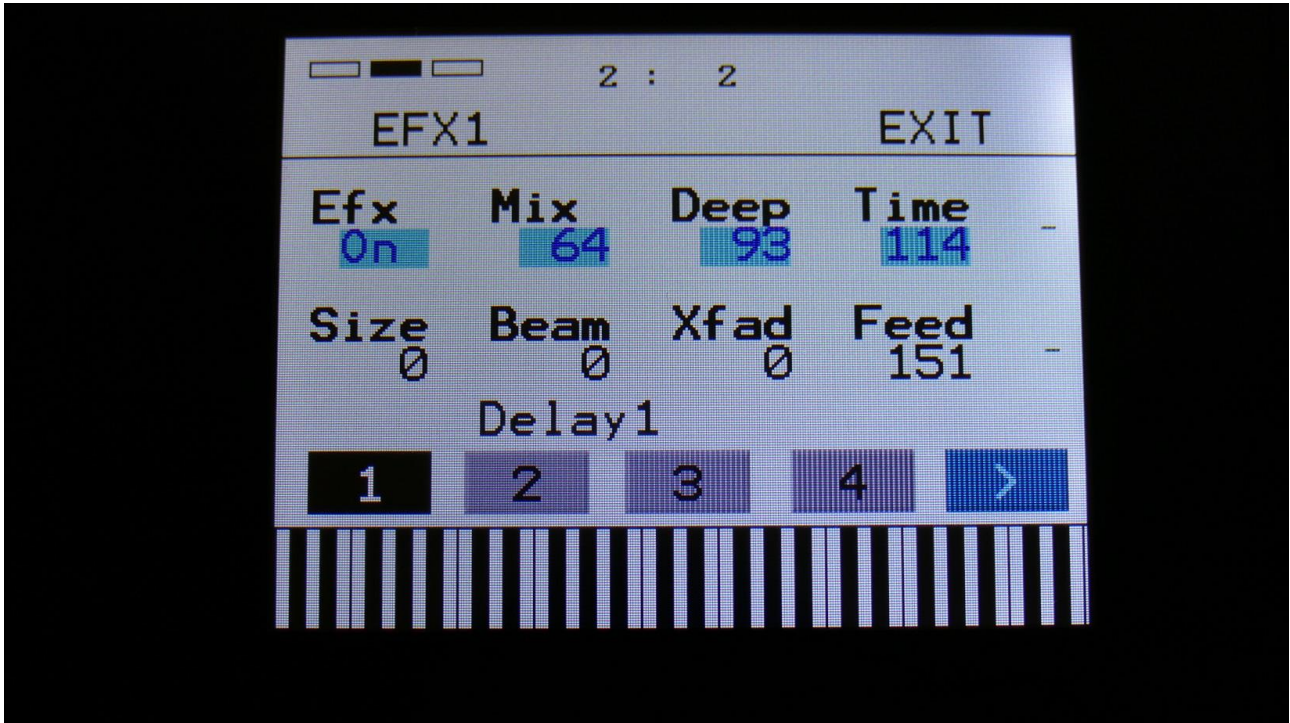 2 : 2
EFX1 EXIT
Efx Mix Deep Time
On 64 93 114 -
Size Beam Xfad Feed
0 0 0 151 -
Delay1
1 2 3 4 >